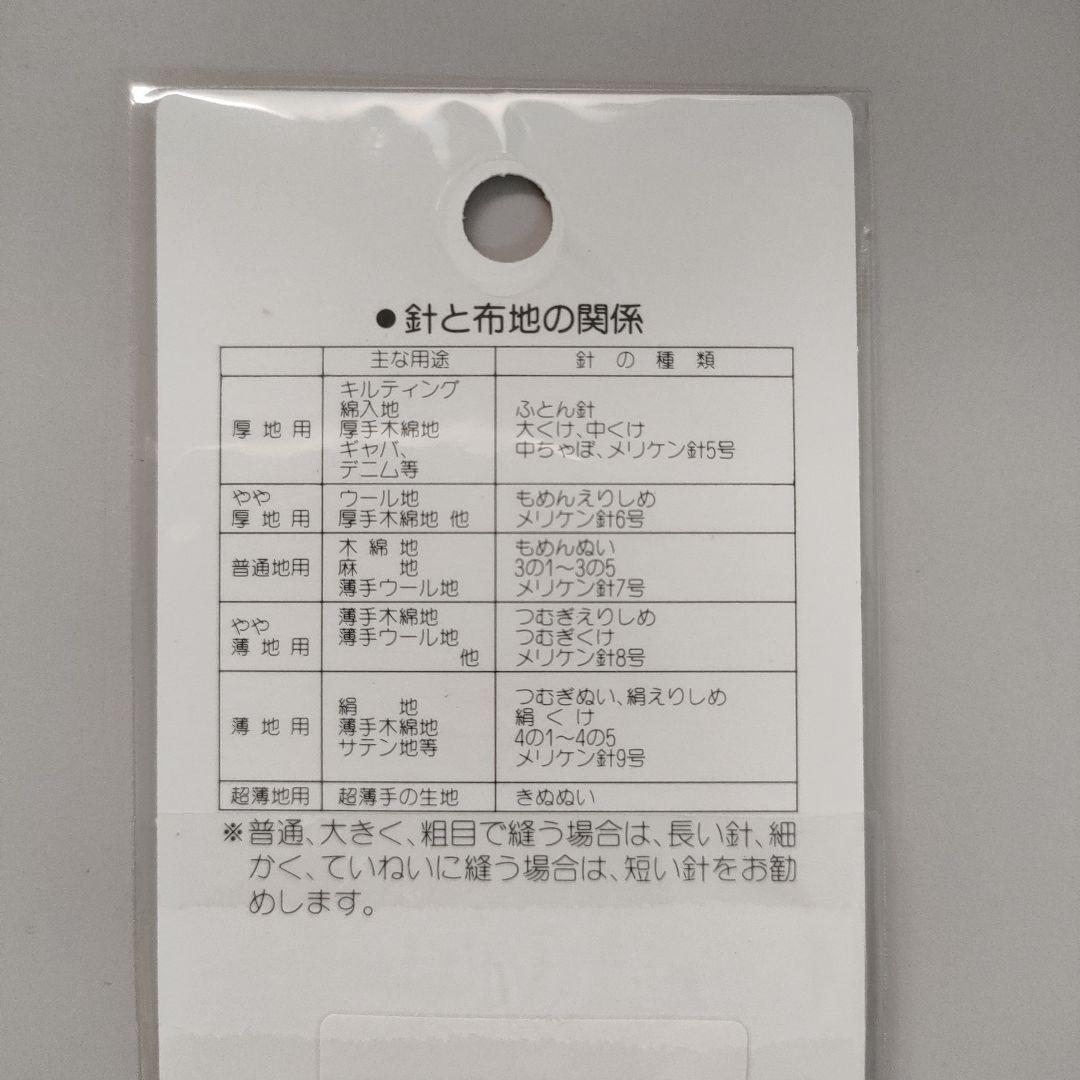 ●針と布地の関係
主な用途 針の種類
厚地用
キルティング
綿入地
厚手木綿地
ギャバ、
デニム等
ふとん針
大くけ、中くけ
中ちゃぼ、メリケン針5号
やや
厚地用
ウール地
厚手木綿地 他
もめんえりしめ
メリケン針6号
普通地用
木綿地
麻地
薄手ウール地
もめんぬい
3の1〜3の5
メリケン針7号
やや
薄地用
薄手木綿地
薄手ウール地
他
つむぎえりしめ
つむぎくけ
メリケン針8号
薄地用
絹地
薄手木綿地
サテン地等
つむぎぬい、絹えりしめ
絹くけ
4の1〜4の5
メリケン針9号
超薄地用 超薄手の生地 きぬぬい
※普通、大きく、粗目で縫う場合は、長い針、細
かく、ていねいに縫う場合は、短い針をお勧
めします。